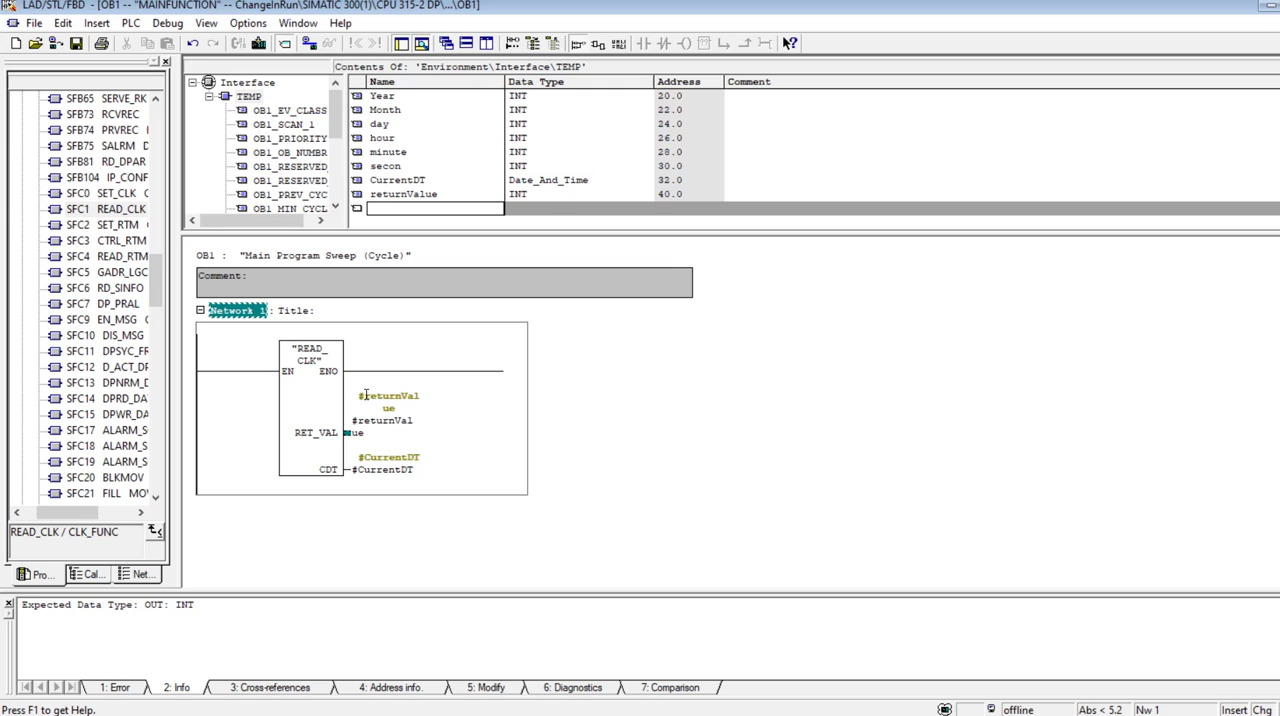 LAD/STL/FBD - [OB1 -- "MAINFUNCTION" -- ChangeInRun\SIMATIC 300(1)\CPU 315-2 DP\...\OB1]
File Edit Insert PLC Debug View Options Window Help
Contents Of: 'Environment\Interface\TEMP'
Interface
TEMP
OB1_EV_CLASS
OB1_SCAN_1
OB1_PRIORITY
OB1_OB_NUMBR
OB1_RESERVED_
OB1_RESERVED_
OB1_PREV_CYC
OB1_MIN_CYCL
Name Data Type Address Comment
Year INT 20.0
Month INT 22.0
day INT 24.0
hour INT 26.0
minute INT 28.0
secon INT 30.0
CurrentDT Date_And_Time 32.0
returnValue INT 40.0
SFB65 SERVE_RK
SFB73 RCVREC
SFB74 PRVREC
SFB75 SALRM D
SFB81 RD_DPAR
SFB104 IP_CONF
SFC0 SET_CLK C
SFC1 READ_CLK
SFC2 SET_RTM C
SFC3 CTRL_RTM
SFC4 READ_RTM
SFC5 GADR_LGC
SFC6 RD_SINFO
SFC7 DP_PRAL
SFC9 EN_MSG C
SFC10 DIS_MSG
SFC11 DPSYC_FR
SFC12 D_ACT_DP
SFC13 DPNRM_D
SFC14 DPRD_DA
SFC15 DPWR_DA
SFC17 ALARM_S
SFC18 ALARM_S
SFC19 ALARM_S
SFC20 BLKMOV
SFC21 FILL MO
READ_CLK / CLK_FUNC
Pro... Cal... Net...
OB1 : "Main Program Sweep (Cycle)"
Comment:
Network 1: Title:
"READ_
CLK"
EN ENO
#returnVal
ue
#returnVal
RET_VAL ue
#CurrentDT
CDT #CurrentDT
Expected Data Type: OUT: INT
1: Error 2: Info 3: Cross-references 4: Address info. 5: Modify 6: Diagnostics 7: Comparison
Press F1 to get Help. offline Abs < 5.2 Nw 1 Insert Chg